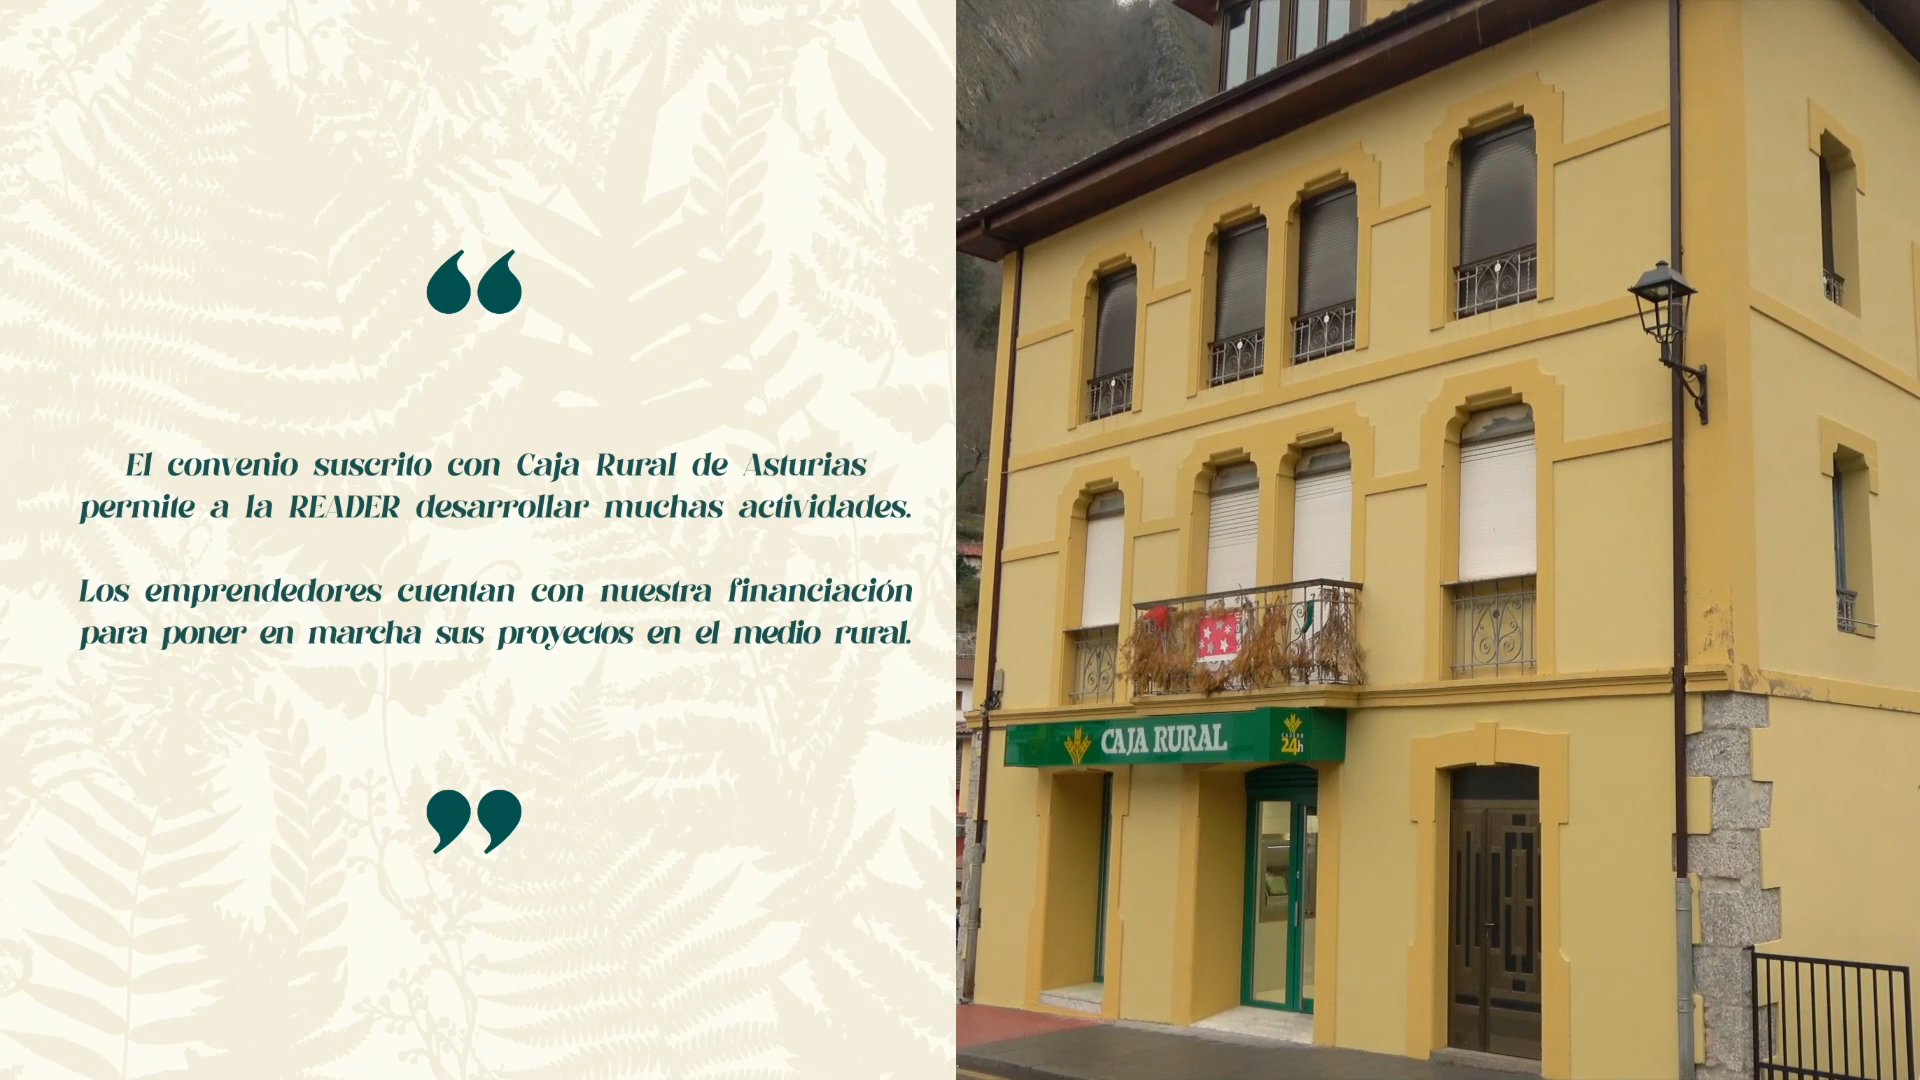 “
El convenio suscrito con Caja Rural de Asturias
permite a la READER desarrollar muchas actividades.
Los emprendedores cuentan con nuestra financiación
para poner en marcha sus proyectos en el medio rural.
”
CAJA RURAL
CAJERO
24h